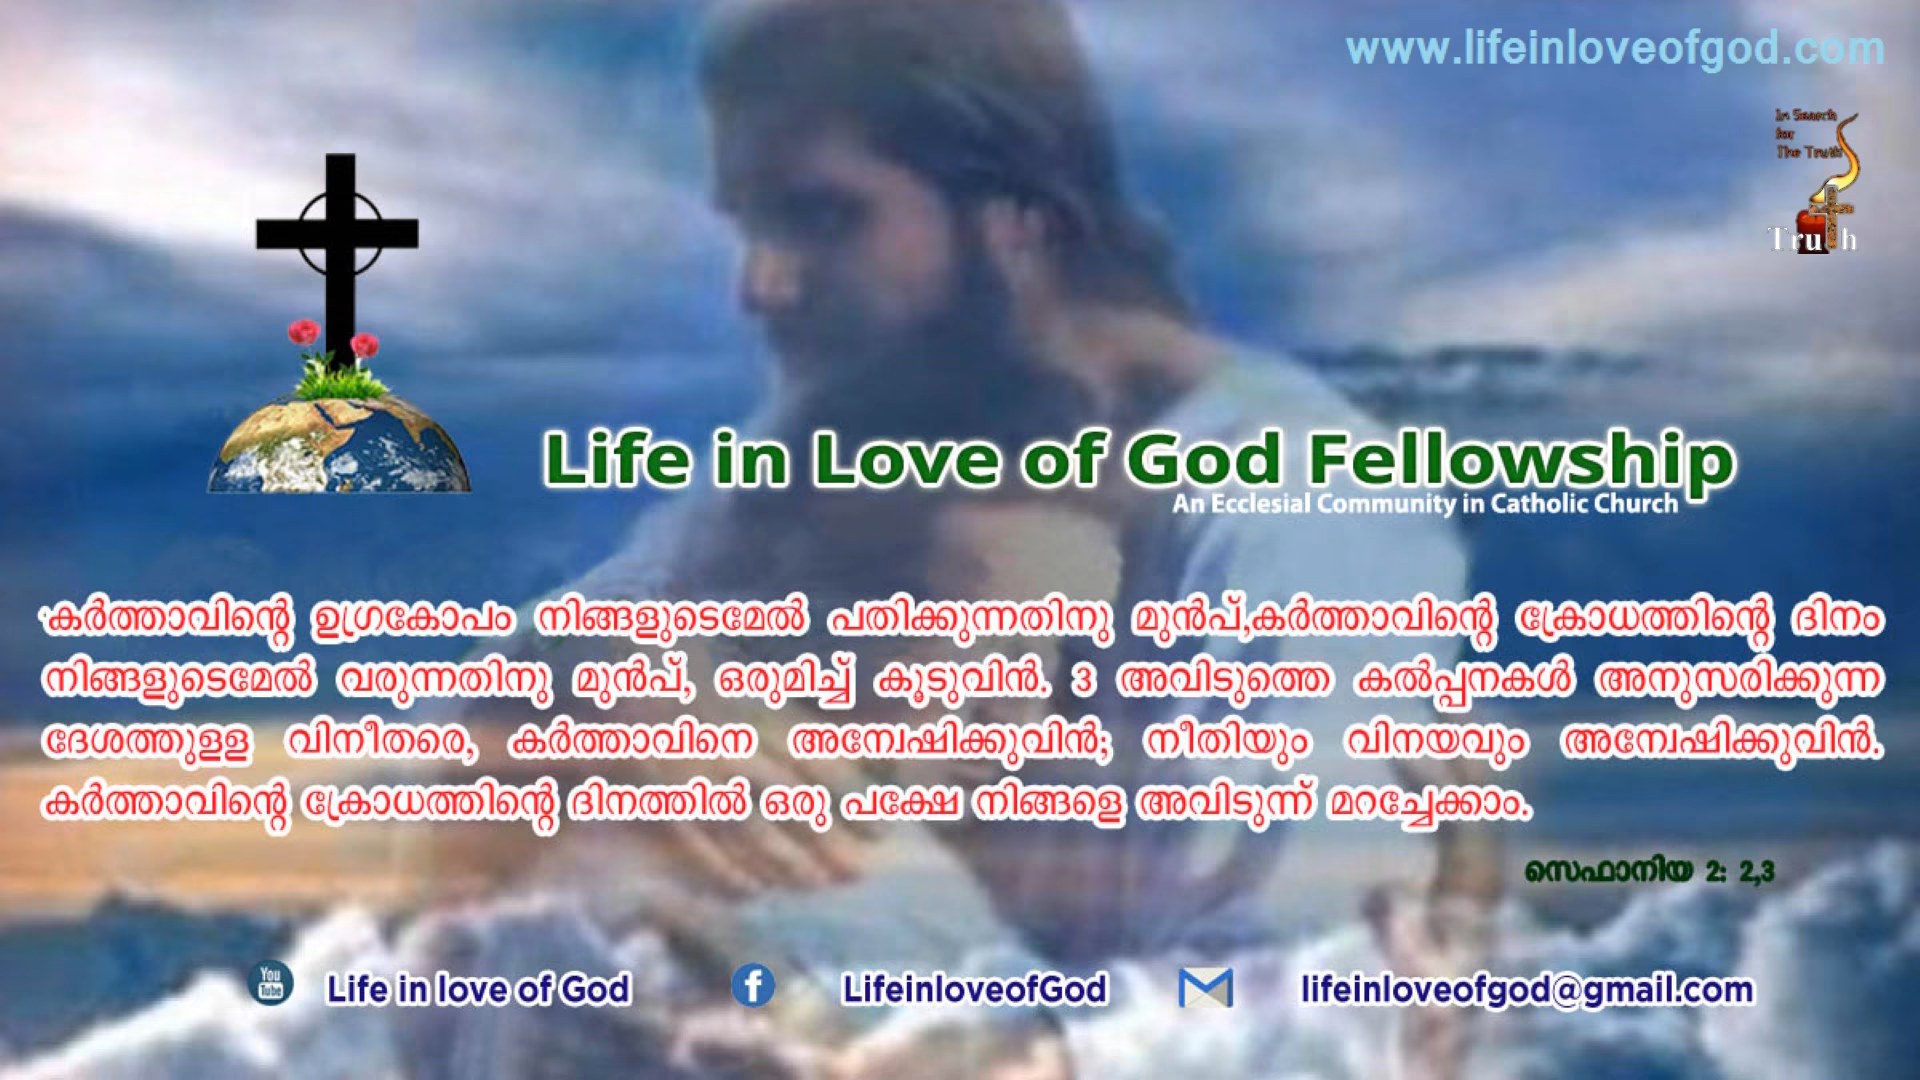 www.lifeinloveofgod.com
In Search
for
The Truth
Truth
Life in Love of God Fellowship
An Ecclesial Community in Catholic Church
'കർത്താവിന്റെ ഉഗ്രകോപം നിങ്ങളുടെമേൽ പതിക്കുന്നതിനു മുൻപ്,കർത്താവിന്റെ ക്രോധത്തിന്റെ ദിനം
നിങ്ങളുടെമേൽ വരുന്നതിനു മുൻപ്, ഒരുമിച്ച് കൂടുവിൻ. 3 അവിടുത്തെ കൽപ്പനകൾ അനുസരിക്കുന്ന
ദേശത്തുളള വിനീതരെ, കർത്താവിനെ അന്വേഷിക്കുവിൻ; നീതിയും വിനയവും അന്വേഷിക്കുവിൻ.
കർത്താവിന്റെ ക്രോധത്തിന്റെ ദിനത്തിൽ ഒരു പക്ഷേ നിങ്ങളെ അവിടുന്ന് മറച്ചേക്കാം.
സെഫാനിയ 2: 2,3
You
Tube
Life in love of God
f
LifeinloveofGod
lifeinloveofgod@gmail.com